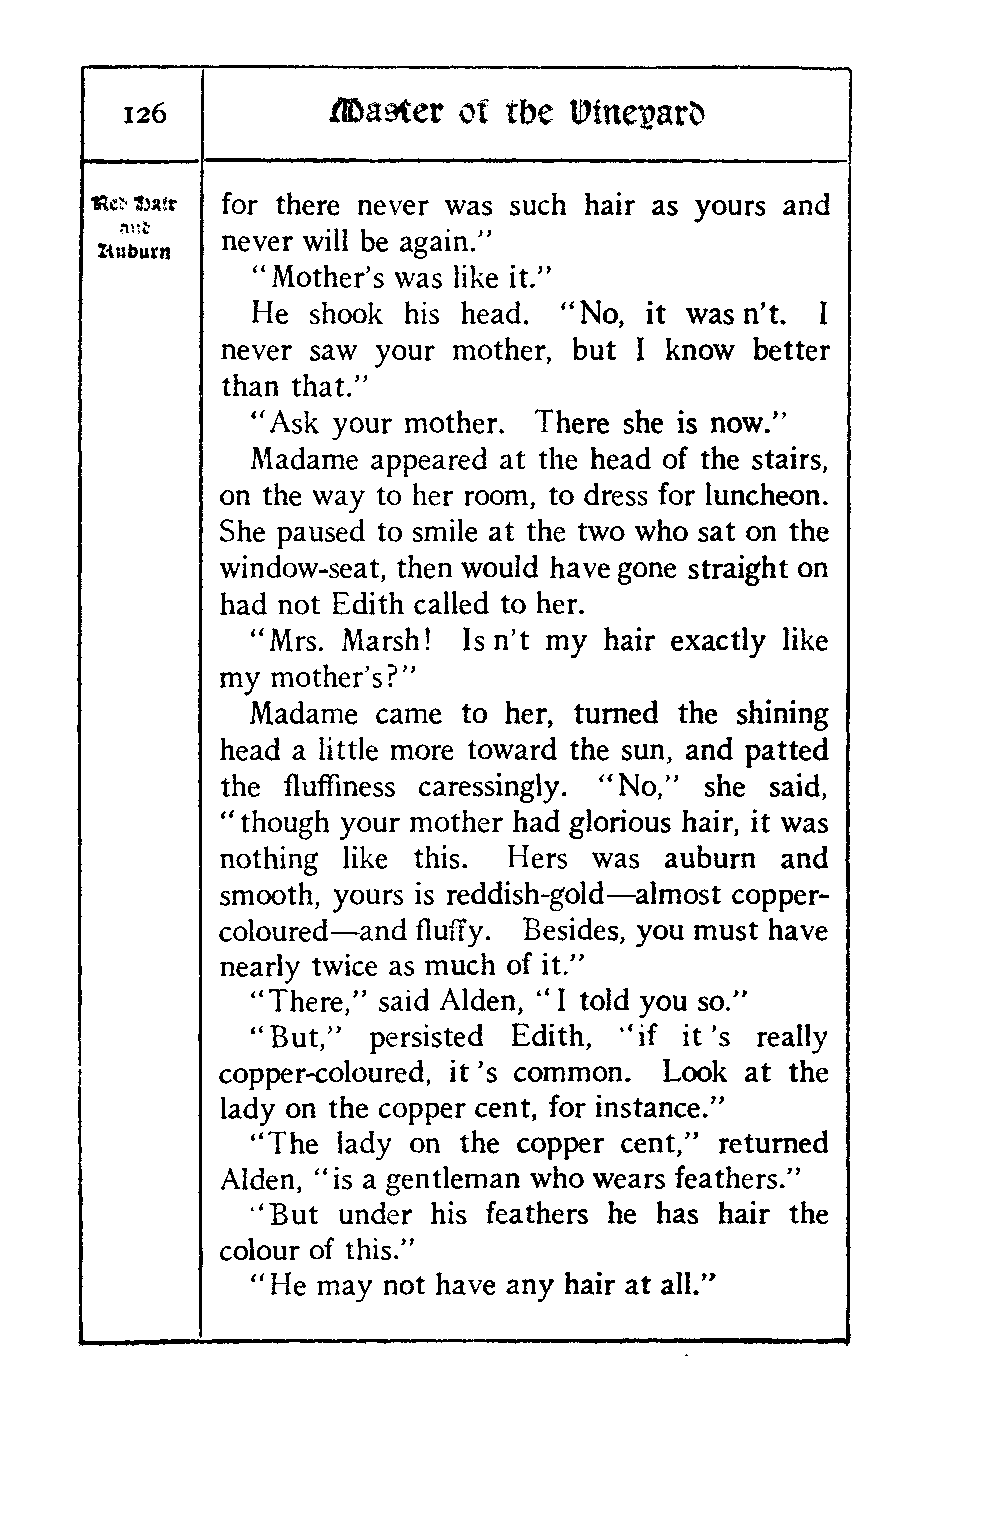 126
Master of the Vineyard
Red Hair
and
Auburn
for there never was such hair as yours and
never will be again."
"Mother's was like it."
He shook his head. "No, it was n't. I
never saw your mother, but I know better
than that."
"Ask your mother. There she is now."
Madame appeared at the head of the stairs,
on the way to her room, to dress for luncheon.
She paused to smile at the two who sat on the
window-seat, then would have gone straight on
had not Edith called to her.
"Mrs. Marsh! Is n't my hair exactly like
my mother's?"
Madame came to her, turned the shining
head a little more toward the sun, and patted
the fluffiness caressingly. "No," she said,
"though your mother had glorious hair, it was
nothing like this. Hers was auburn and
smooth, yours is reddish-gold—almost copper-
coloured—and fluffy. Besides, you must have
nearly twice as much of it."
"There," said Alden, "I told you so."
"But," persisted Edith, "if it 's really
copper-coloured, it 's common. Look at the
lady on the copper cent, for instance."
"The lady on the copper cent," returned
Alden, "is a gentleman who wears feathers."
"But under his feathers he has hair the
colour of this."
"He may not have any hair at all."